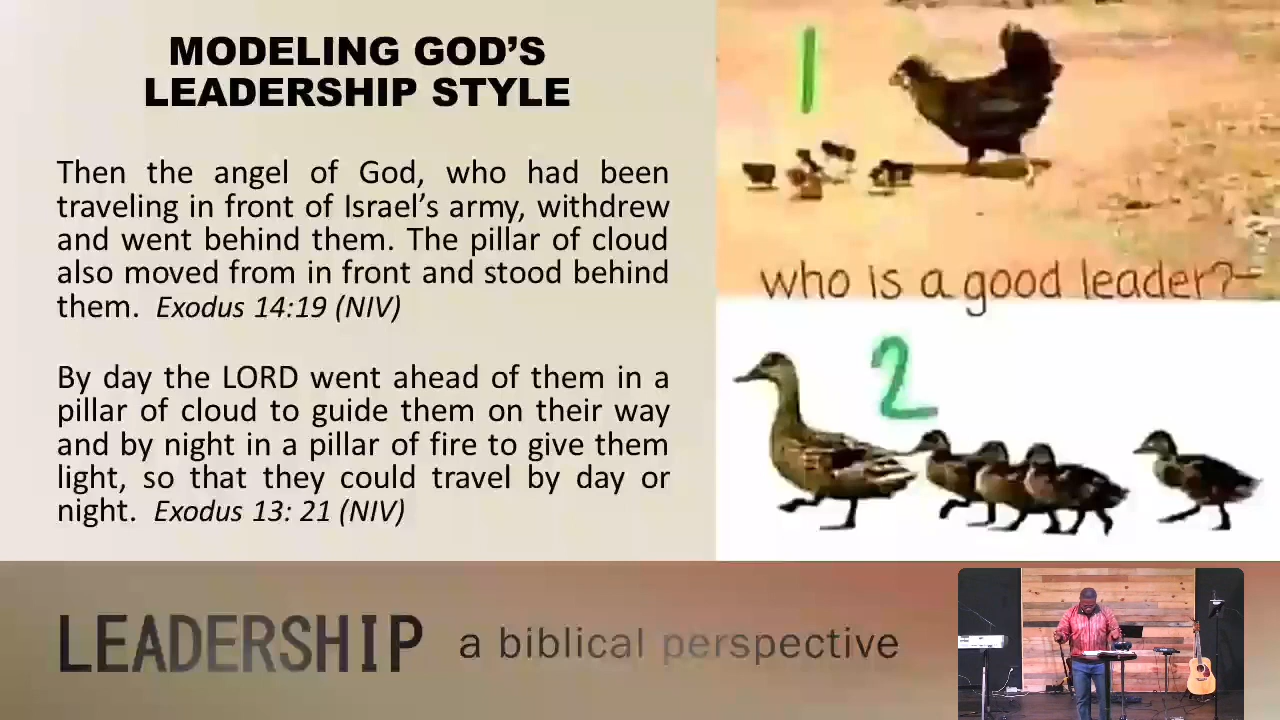 MODELING GOD’S
LEADERSHIP STYLE
Then the angel of God, who had been
traveling in front of Israel’s army, withdrew
and went behind them. The pillar of cloud
also moved from in front and stood behind
them. Exodus 14:19 (NIV)
By day the LORD went ahead of them in a
pillar of cloud to guide them on their way
and by night in a pillar of fire to give them
light, so that they could travel by day or
night. Exodus 13: 21 (NIV)
1
who is a good leader?
2
LEADERSHIP a biblical perspective